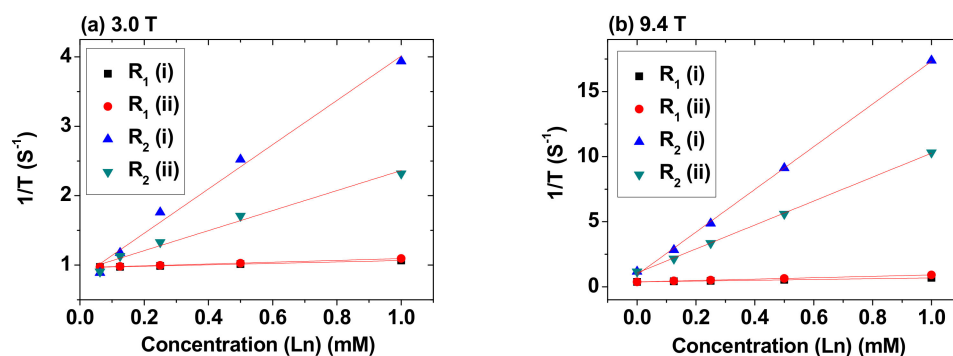 (a) 3.0 T
R1 (i)
R1 (ii)
R2 (i)
R2 (ii)
1/T (S-1)
4
3
2
1
0.0 0.2 0.4 0.6 0.8 1.0
Concentration (Ln) (mM)
(b) 9.4 T
R1 (i)
R1 (ii)
R2 (i)
R2 (ii)
1/T (S-1)
15
10
5
0
0.0 0.2 0.4 0.6 0.8 1.0
Concentration (Ln) (mM)